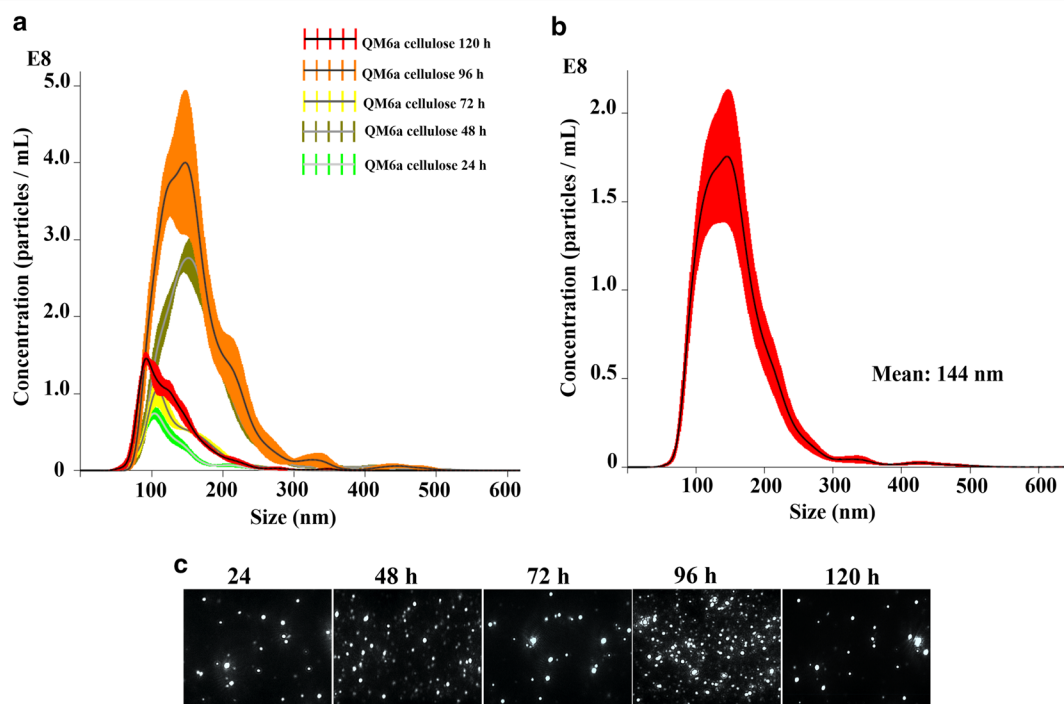 a
E8
5.0
4.0
3.0
2.0
1.0
0
100
200
300
400
500
600
Size (nm)
Concentration (particles / mL)
QM6a cellulose 120 h
QM6a cellulose 96 h
QM6a cellulose 72 h
QM6a cellulose 48 h
QM6a cellulose 24 h
b
E8
2.0
1.5
1.0
0.5
0
100
200
300
400
500
600
Size (nm)
Concentration (particles / mL)
Mean: 144 nm
c
24
48 h
72 h
96 h
120 h